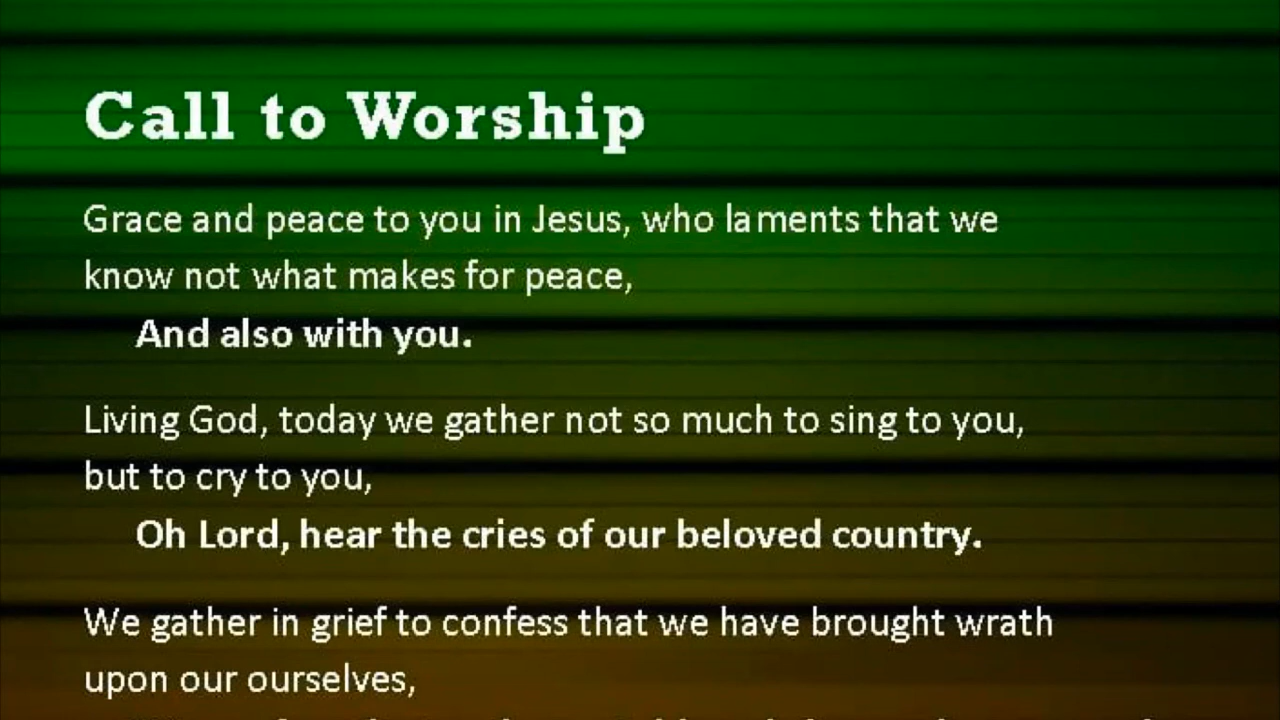 Call to Worship
Grace and peace to you in Jesus, who laments that we
know not what makes for peace,
And also with you.
Living God, today we gather not so much to sing to you,
but to cry to you,
Oh Lord, hear the cries of our beloved country.
We gather in grief to confess that we have brought wrath
upon our ourselves,